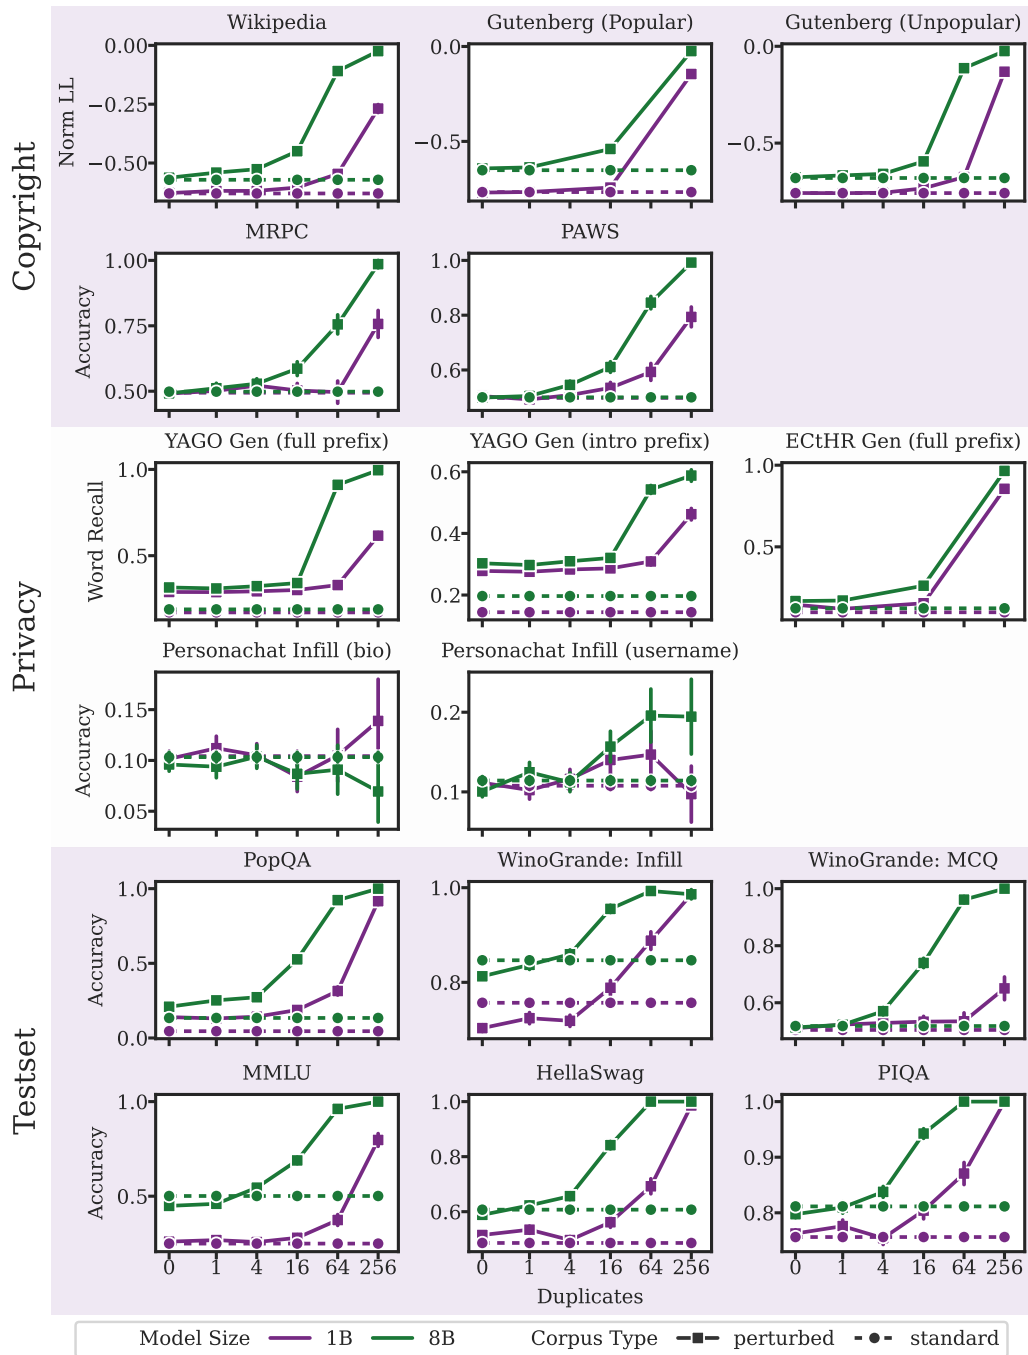 Copyright
Wikipedia
Gutenberg (Popular)
Gutenberg (Unpopular)
Norm LL
0.00
−0.25
−0.50
0.0
−0.5
0.0
−0.5
MRPC
PAWS
Accuracy
1.00
0.75
0.50
1.0
0.8
0.6
Privacy
YAGO Gen (full prefix)
YAGO Gen (intro prefix)
ECtHR Gen (full prefix)
Word Recall
1.0
0.5
0.6
0.4
0.2
1.0
0.5
Personachat Infill (bio)
Personachat Infill (username)
Accuracy
0.15
0.10
0.05
0.2
0.1
Testset
PopQA
WinoGrande: Infill
WinoGrande: MCQ
Accuracy
1.0
0.5
0.0
1.0
0.8
1.0
0.8
0.6
MMLU
HellaSwag
PIQA
Accuracy
1.0
0.5
1.0
0.8
0.6
1.0
0.9
0.8
0 1 4 16 64 256
0 1 4 16 64 256
0 1 4 16 64 256
Duplicates
Model Size 1B 8B Corpus Type perturbed standard